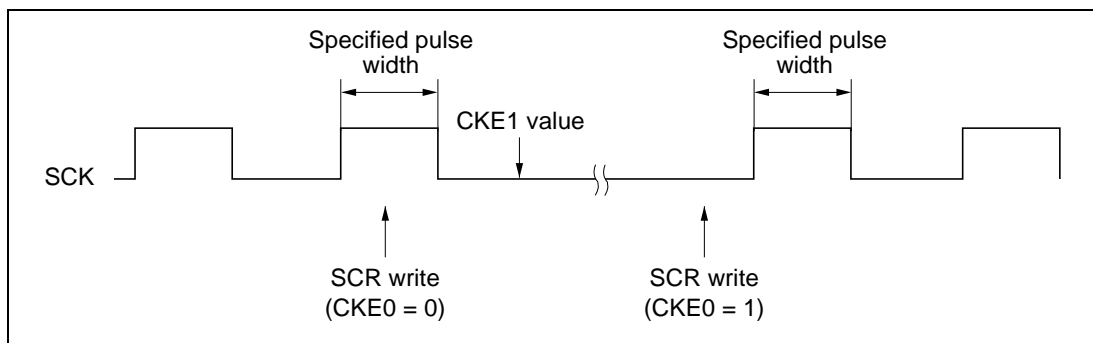 Specified pulse
width
Specified pulse
width
CKE1 value
SCK
SCR write
(CKE0 = 0)
SCR write
(CKE0 = 1)